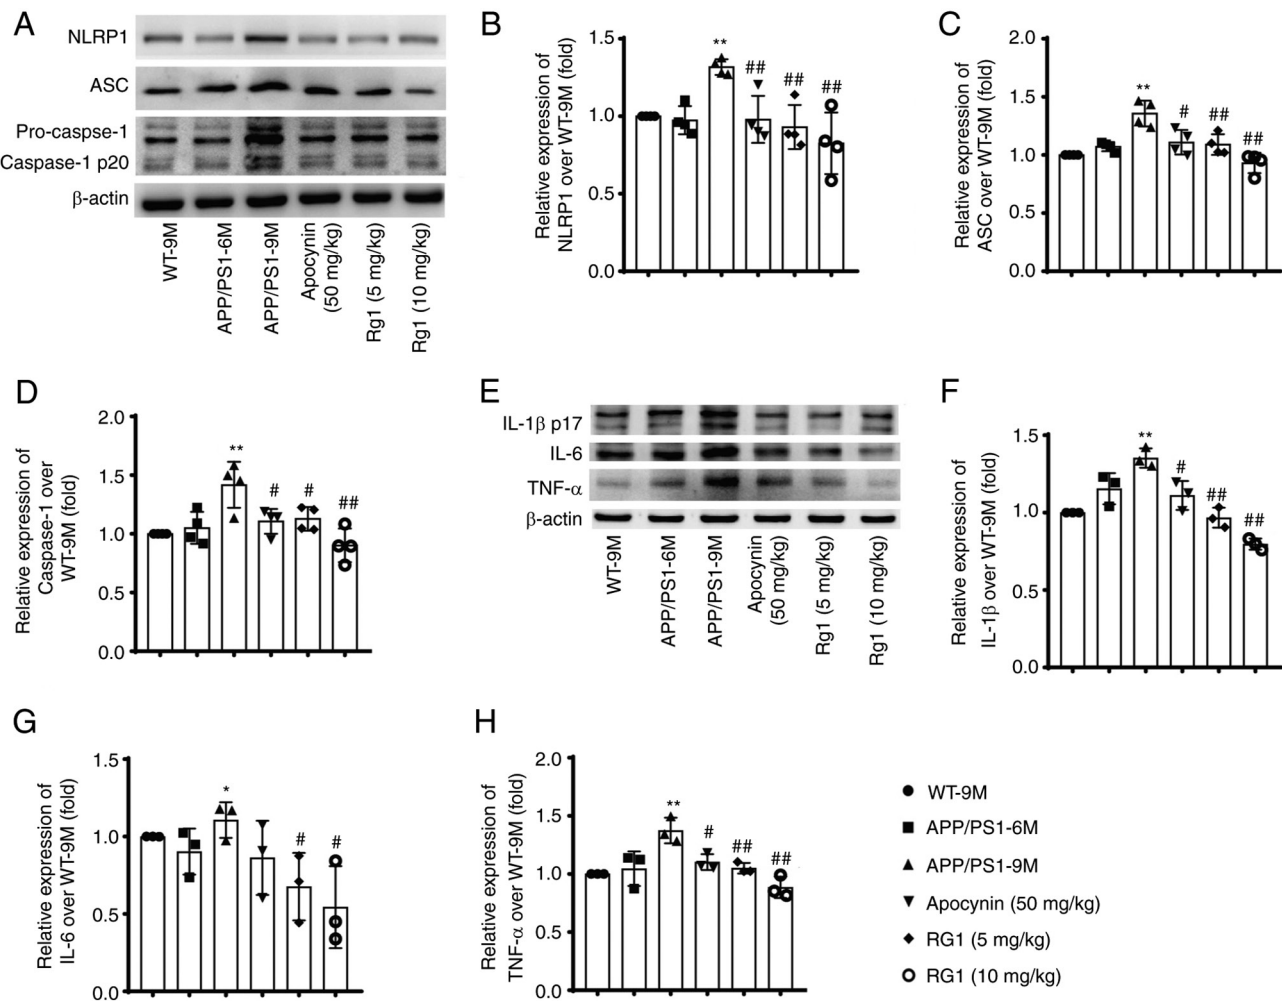 A
NLRP1
ASC
Pro-caspse-1
Caspase-1 p20
β-actin
WT-9M
APP/PS1-6M
APP/PS1-9M
Apocynin
(50 mg/kg)
Rg1 (5 mg/kg)
Rg1 (10 mg/kg)
B
Relative expression of
NLRP1 over WT-9M (fold)
1.5
1.0
0.5
0.0
**
##
##
##
C
Relative expression of
ASC over WT-9M (fold)
2.0
1.5
1.0
0.5
0.0
**
#
##
##
D
Relative expression of
Caspase-1 over
WT-9M (fold)
2.0
1.5
1.0
0.5
0.0
**
#
#
##
E
IL-1β p17
IL-6
TNF-α
β-actin
WT-9M
APP/PS1-6M
APP/PS1-9M
Apocynin
(50 mg/kg)
Rg1 (5 mg/kg)
Rg1 (10 mg/kg)
F
Relative expression of
IL-1β over WT-9M (fold)
1.5
1.0
0.5
0.0
**
#
##
##
G
Relative expression of
IL-6 over WT-9M (fold)
1.5
1.0
0.5
0.0
*
#
#
H
Relative expression of
TNF-α over WT-9M (fold)
2.0
1.5
1.0
0.5
0.0
**
#
##
##
WT-9M
APP/PS1-6M
APP/PS1-9M
Apocynin (50 mg/kg)
RG1 (5 mg/kg)
RG1 (10 mg/kg)